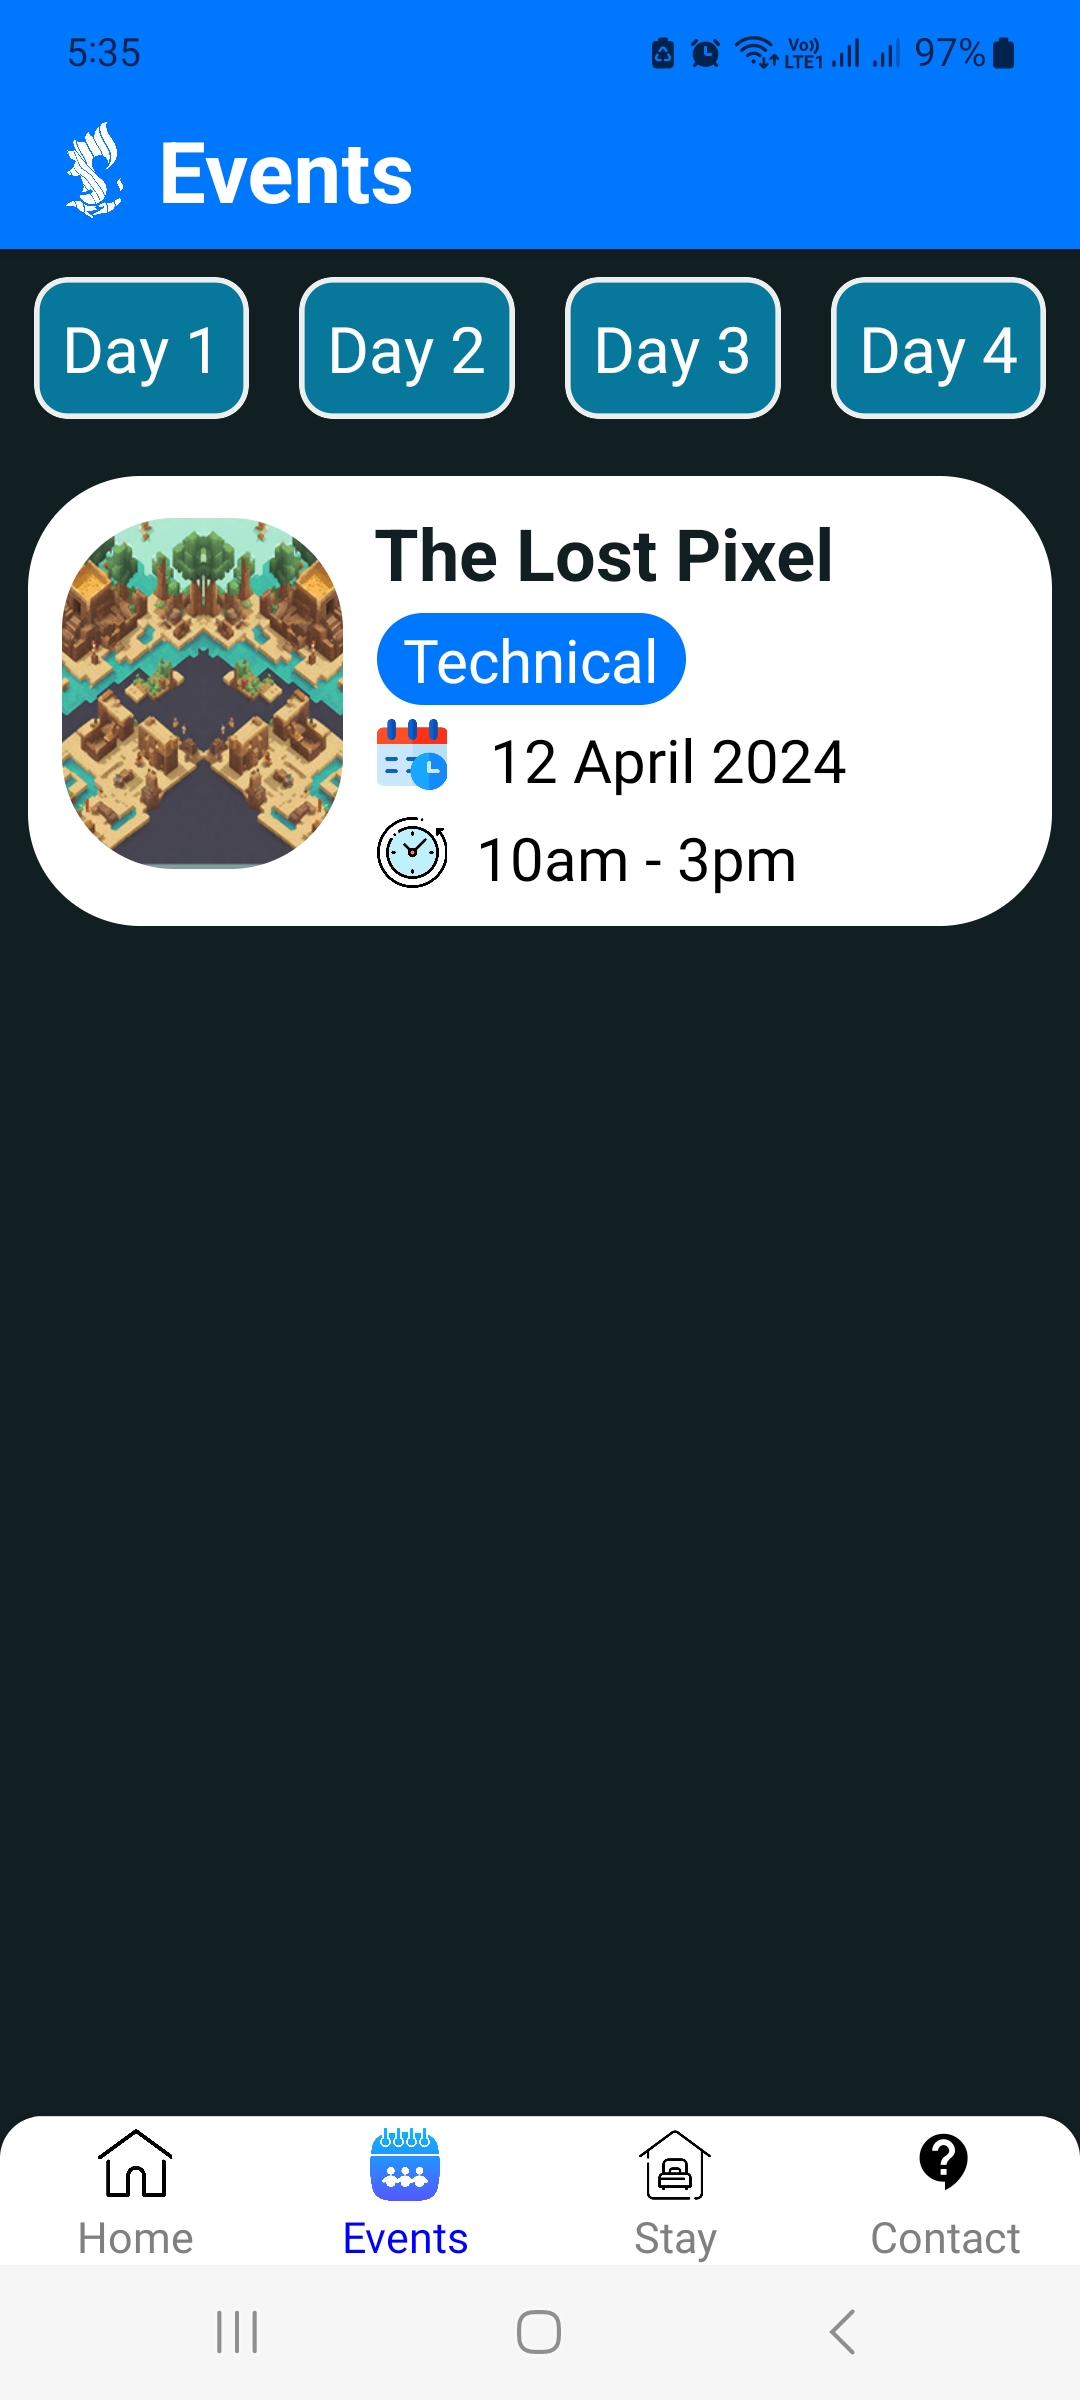 5:35
Vo)) LTE1 97%
Events
Day 1 Day 2 Day 3 Day 4
The Lost Pixel
Technical
12 April 2024
10am - 3pm
Home Events Stay Contact